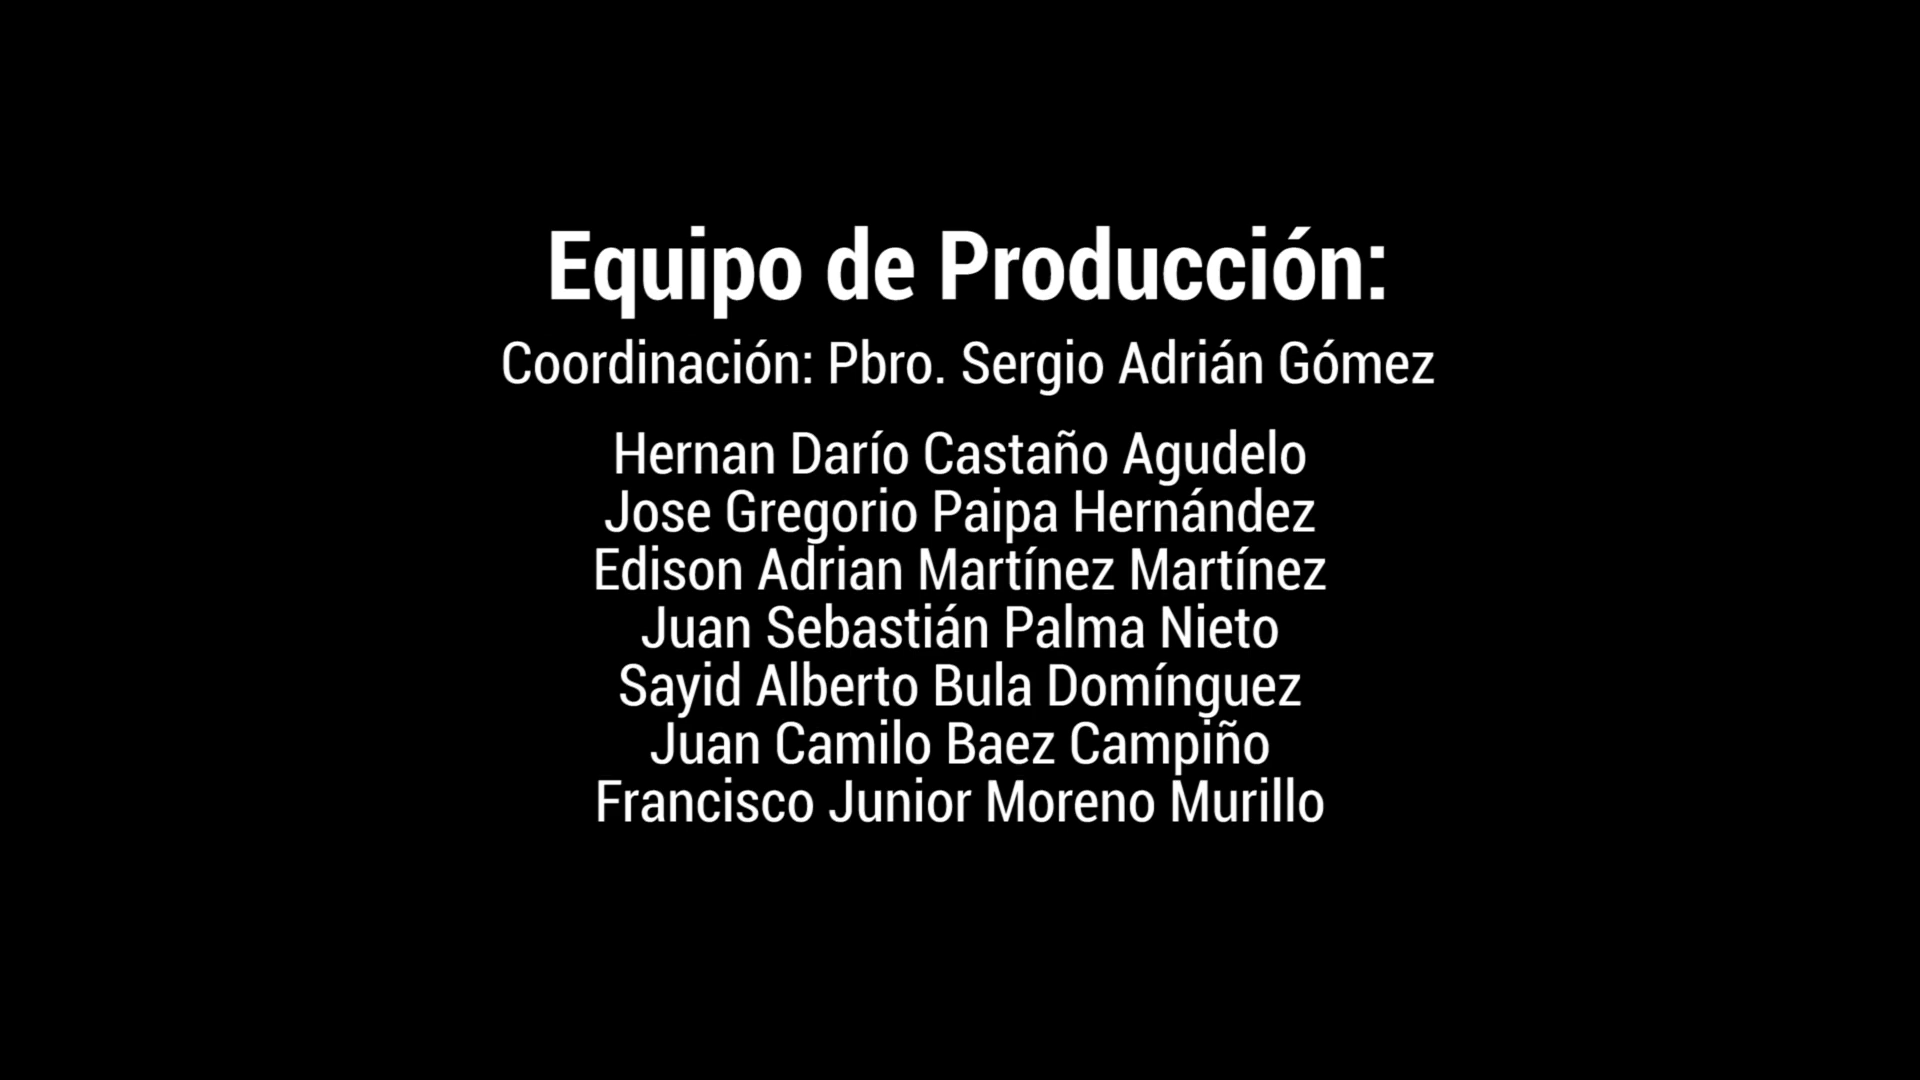 Equipo de Producción:
Coordinación: Pbro. Sergio Adrián Gómez
Hernan Darío Castaño Agudelo
Jose Gregorio Paipa Hernández
Edison Adrian Martínez Martínez
Juan Sebastián Palma Nieto
Sayid Alberto Bula Domínguez
Juan Camilo Baez Campiño
Francisco Junior Moreno Murillo